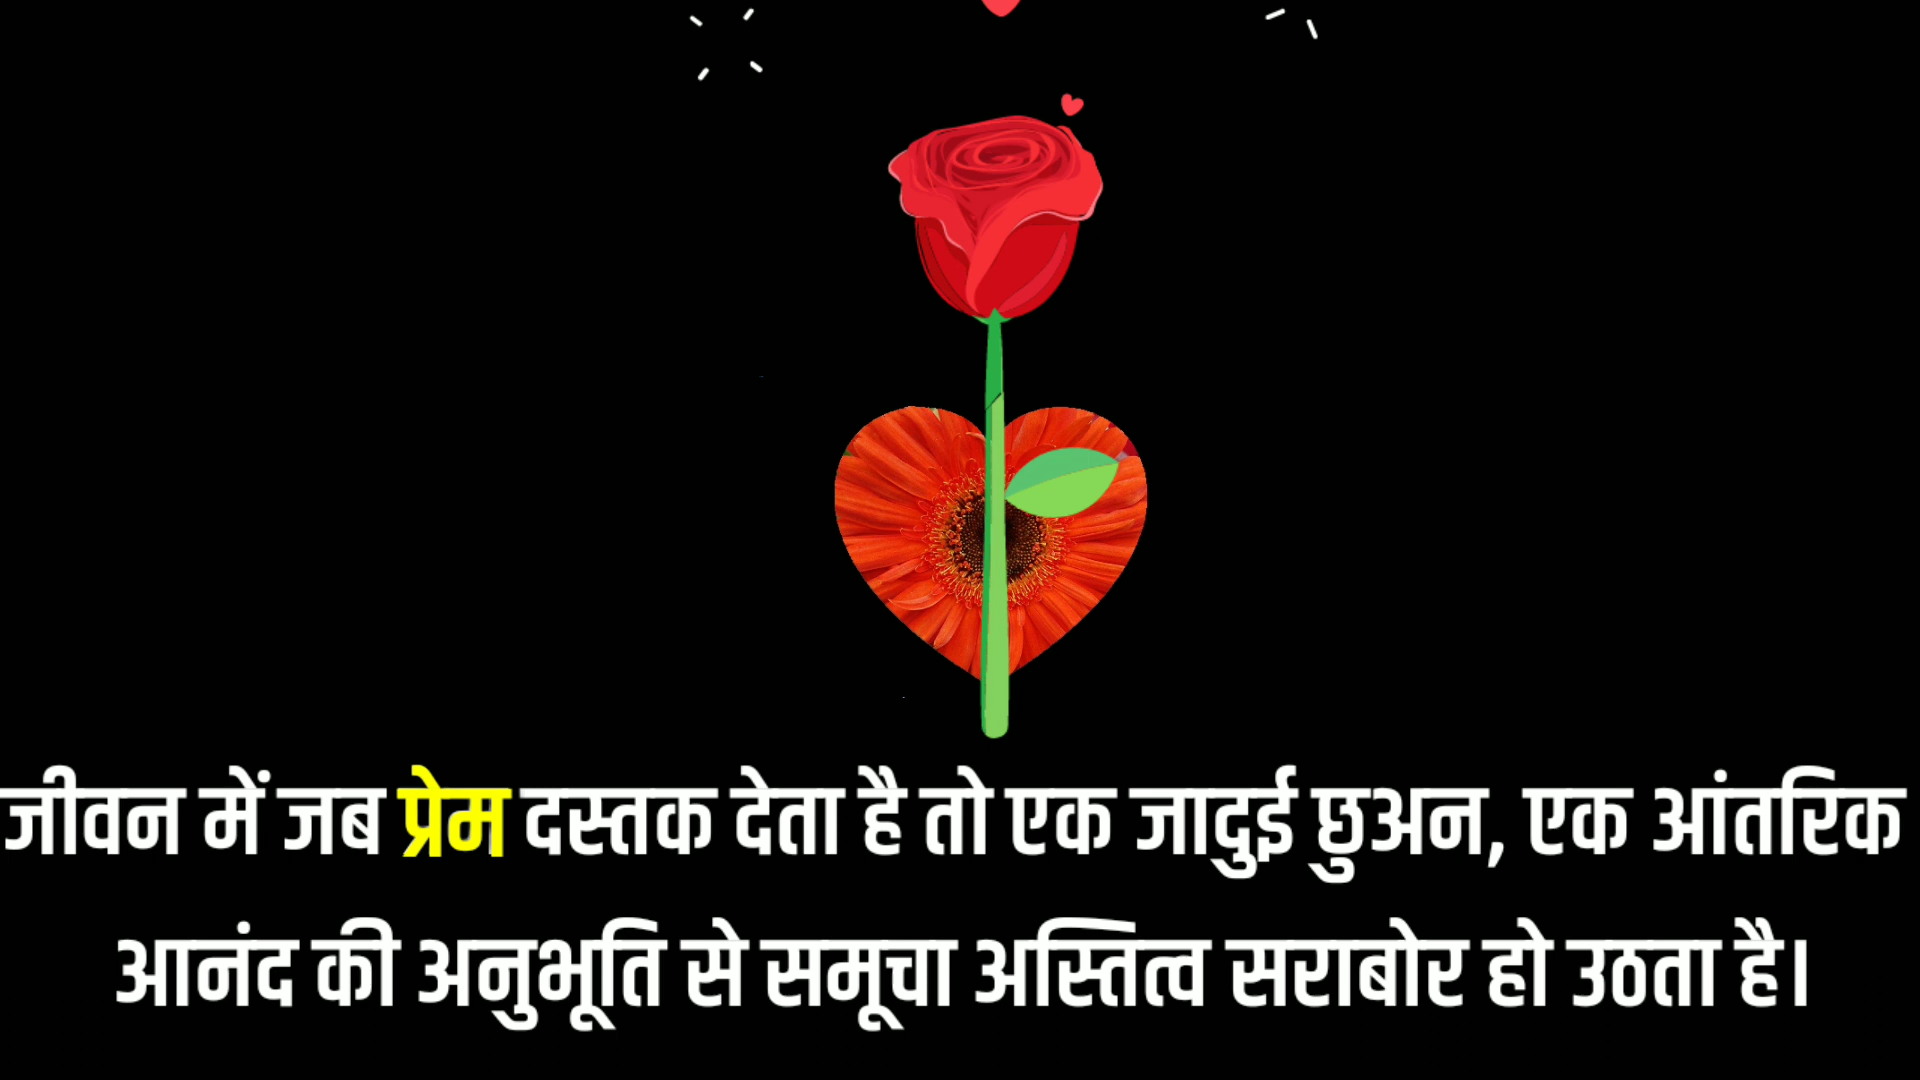 जीवन में जब प्रेम दस्तक देता है तो एक जादुई छुअन, एक आंतरिक
आनंद की अनुभूति से समूचा अस्तित्व सराबोर हो उठता है।